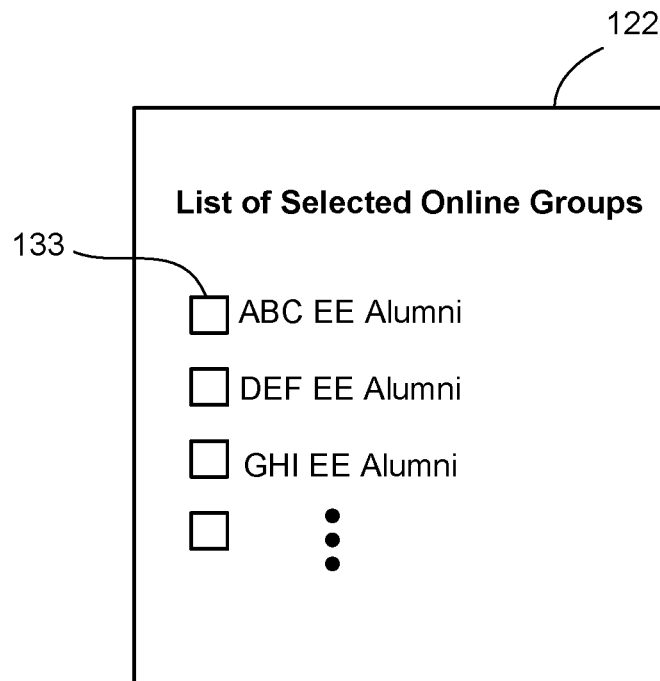 122
List of Selected Online Groups
133
ABC EE Alumni
DEF EE Alumni
GHI EE Alumni